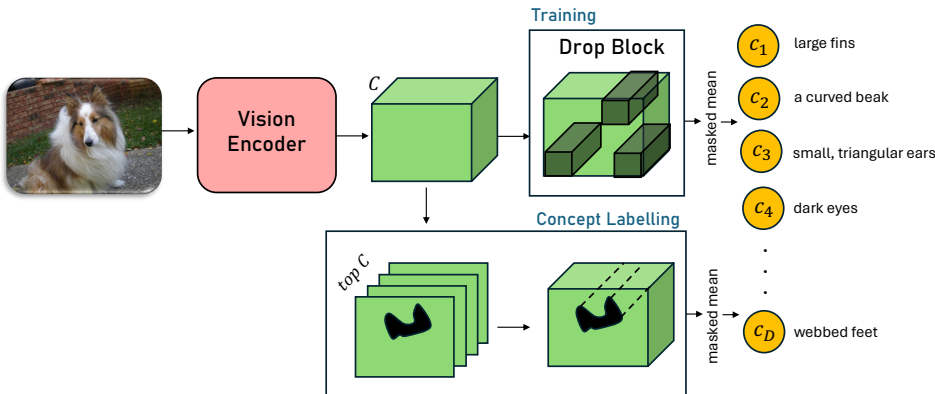 Training
Drop Block
C
Vision
Encoder
masked mean
c₁ large fins
c₂ a curved beak
c₃ small, triangular ears
c₄ dark eyes
.
.
.
.
c_D webbed feet
Concept Labelling
top C
masked mean